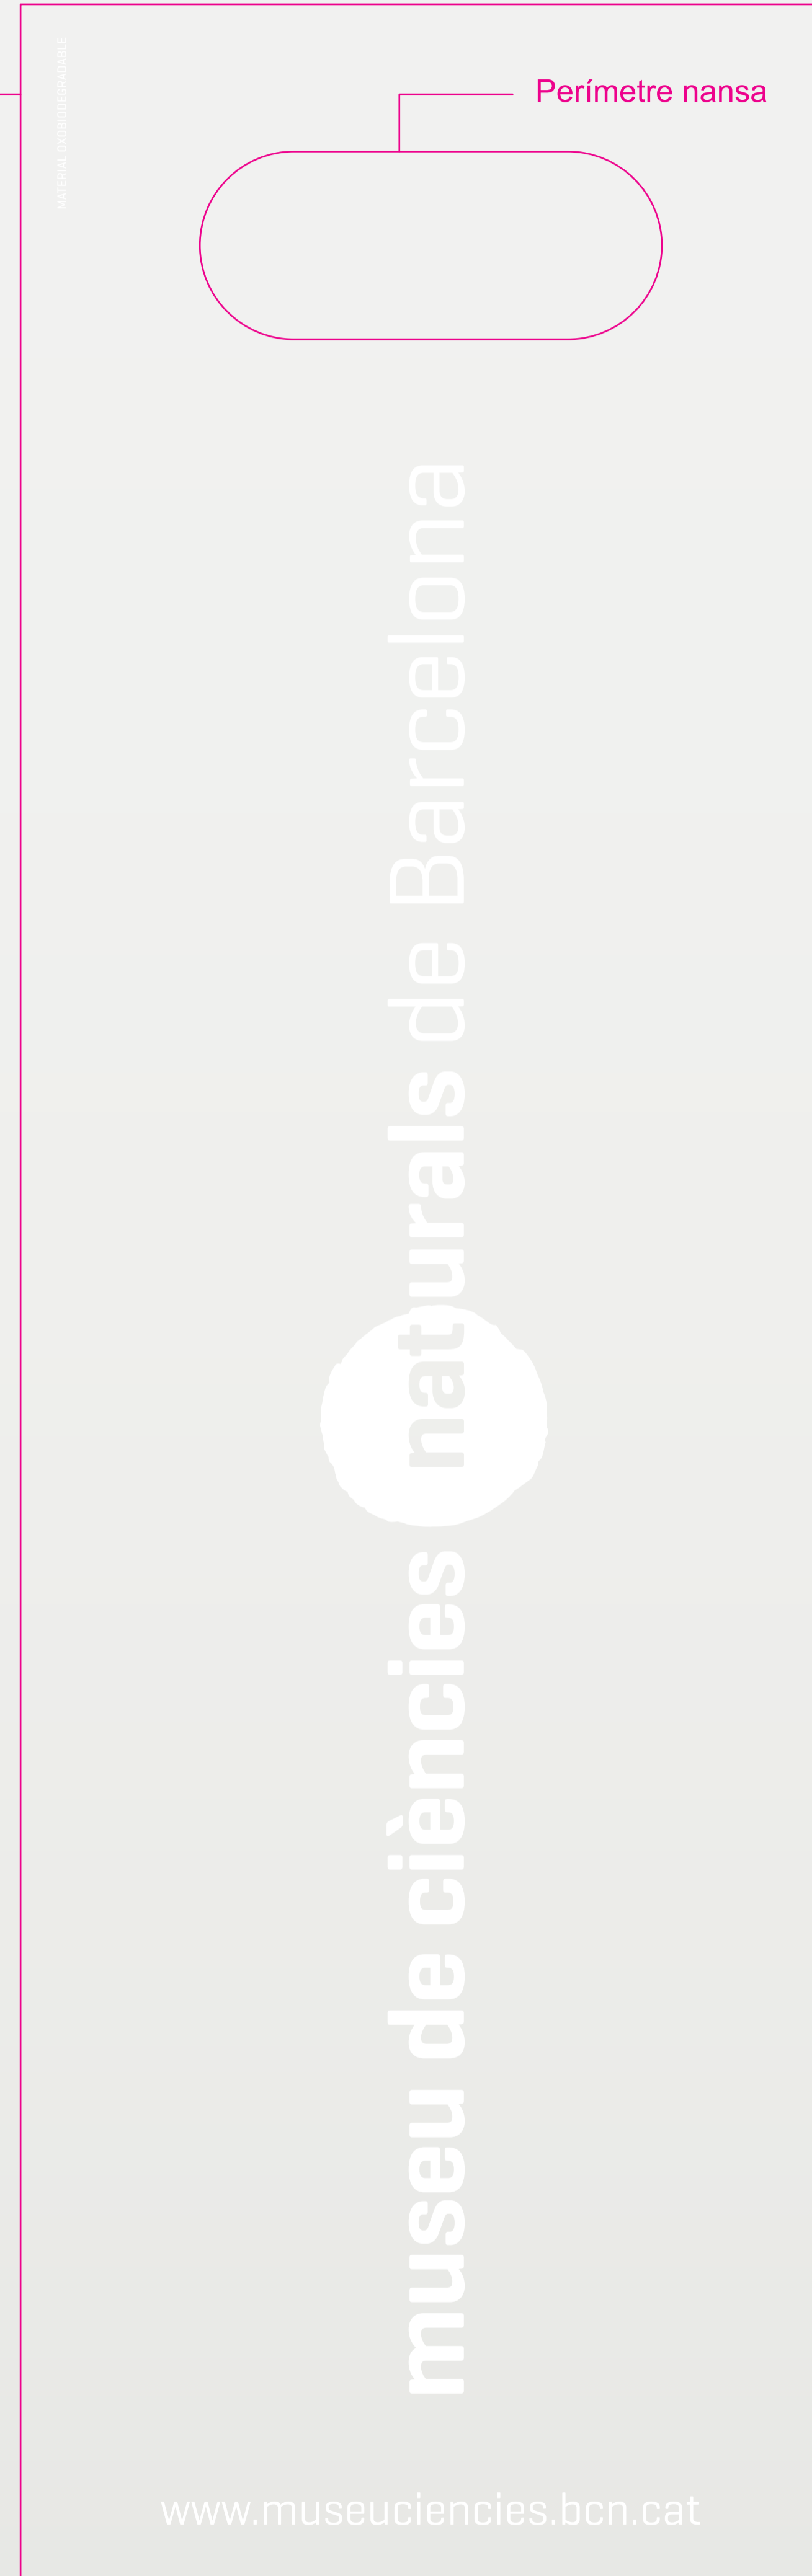 MATERIAL OXOBIODEGRADABLE
Perímetre nansa
museu de ciències naturals de Barcelona
www.museuciencies.bcn.cat